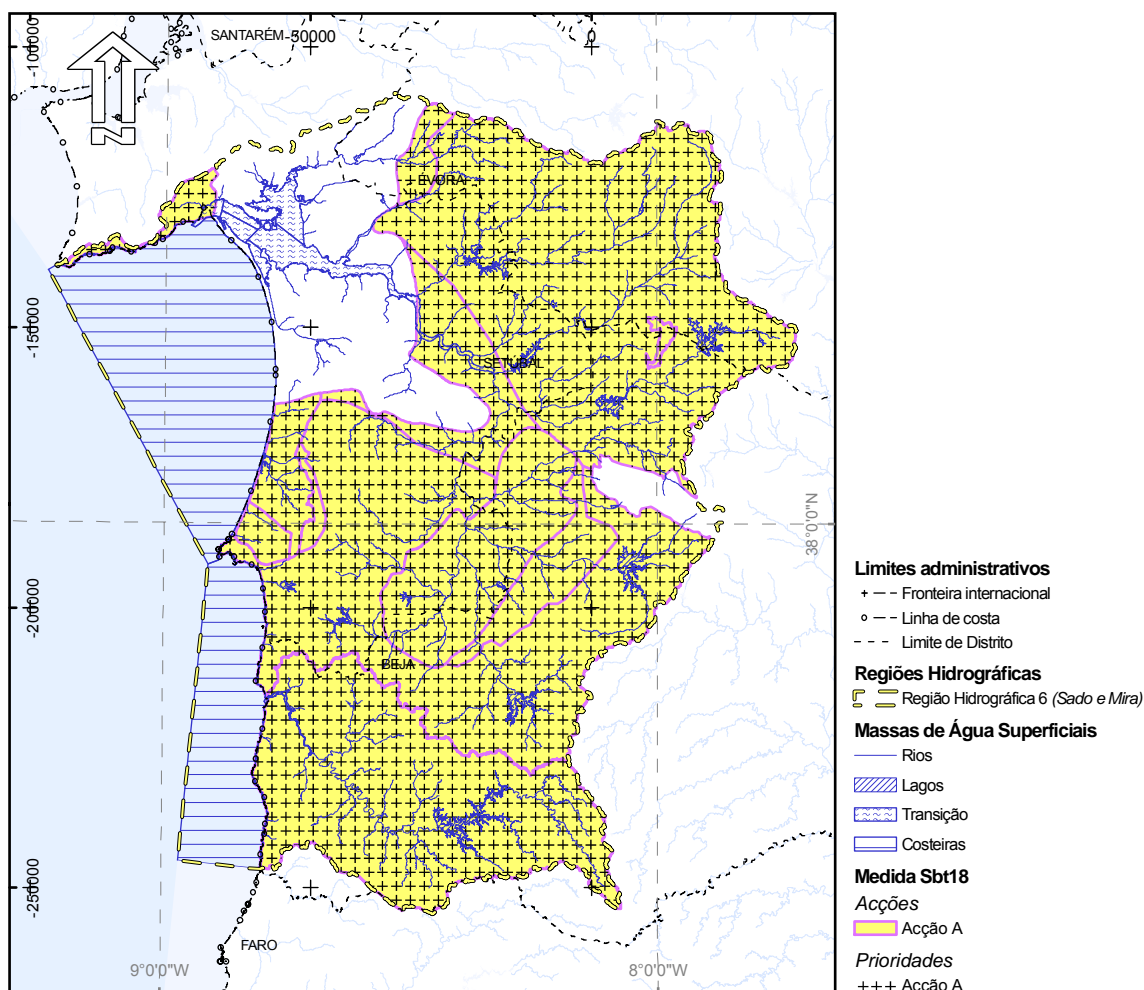 SANTARÉM
-50000
0
-100000
N
ÉVORA
-150000
SETÚBAL
38°0'0"N
-200000
BEJA
-250000
FARO
9°0'0"W
8°0'0"W
Limites administrativos
Fronteira internacional
Linha de costa
Limite de Distrito
Regiões Hidrográficas
Região Hidrográfica 6 (Sado e Mira)
Massas de Água Superficiais
Rios
Lagos
Transição
Costeiras
Medida Sbt18
Acções
Acção A
Prioridades
+++ Acção A